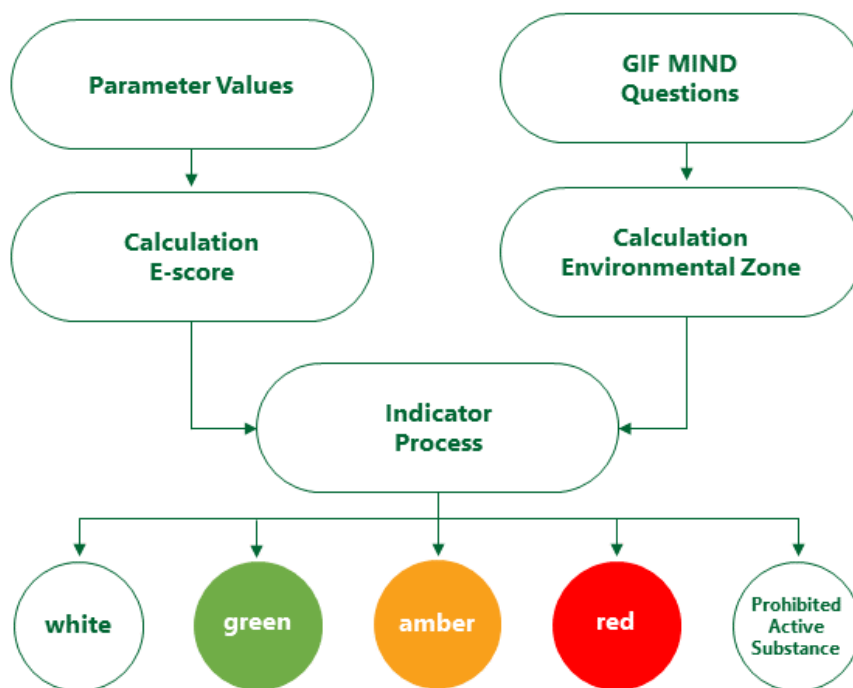 Parameter Values
GIF MIND
Questions
Calculation
E-score
Calculation
Environmental Zone
Indicator
Process
white
green
amber
red
Prohibited
Active
Substance